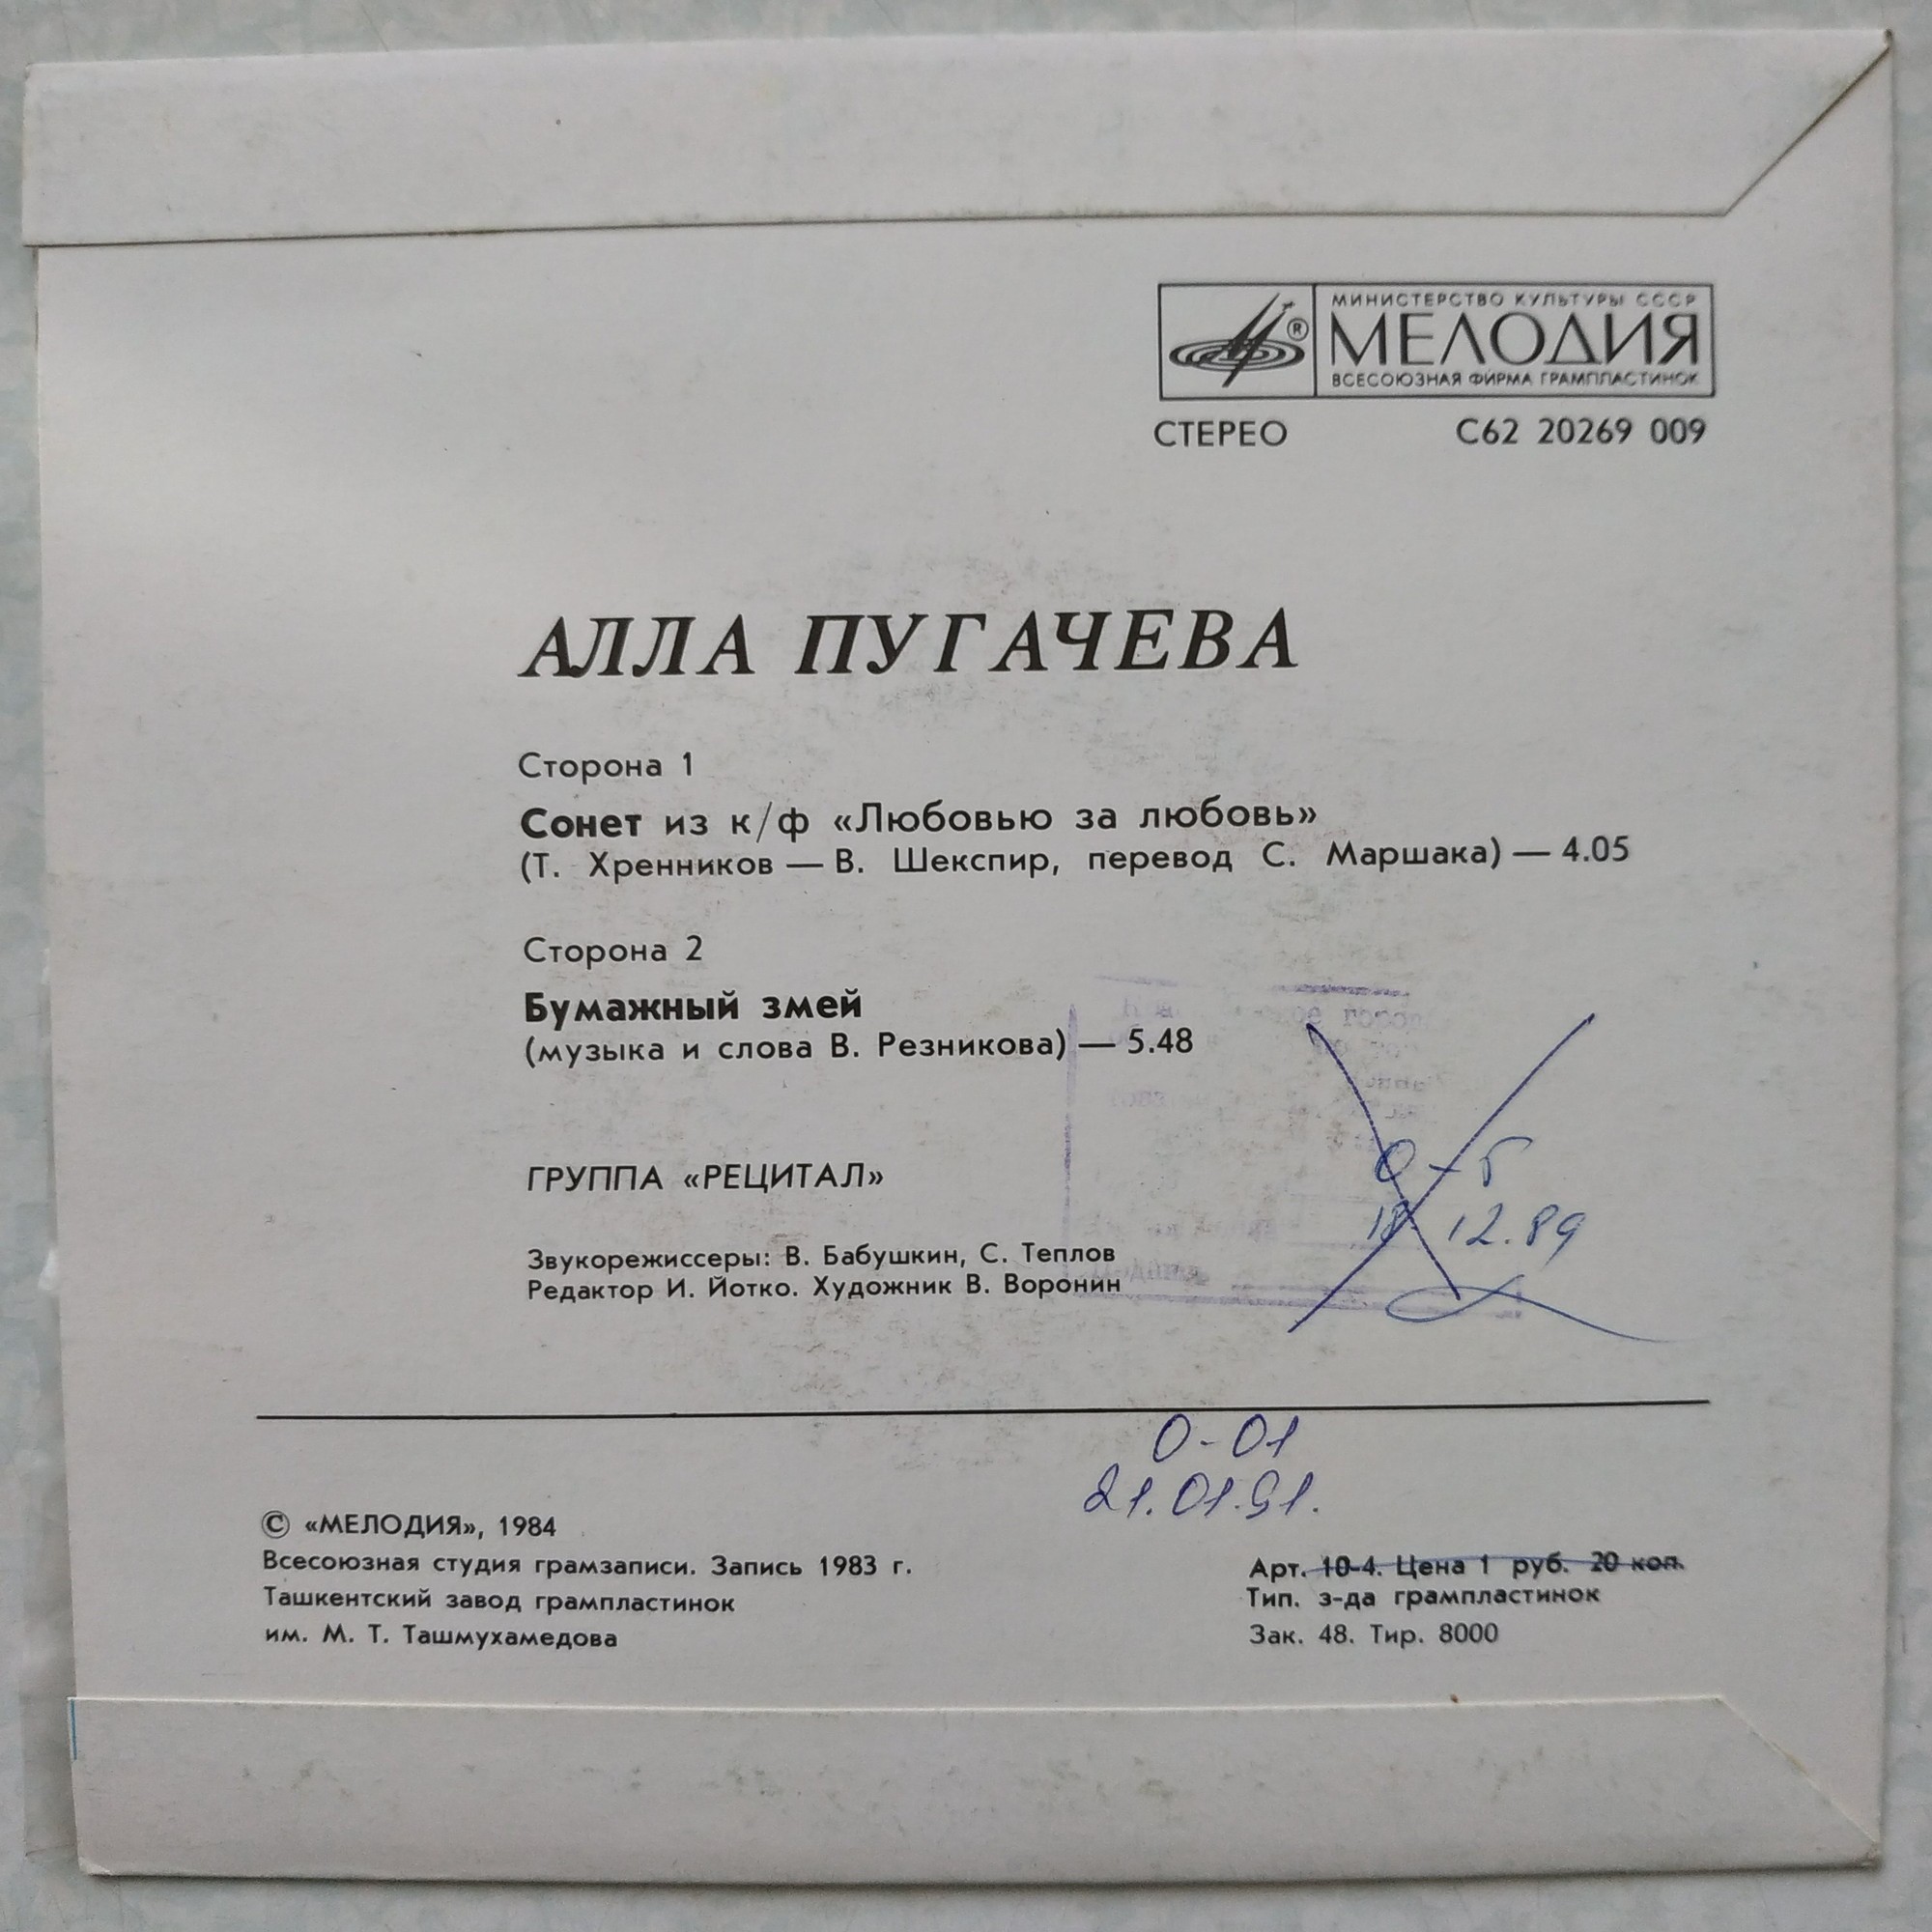 МИНИСТЕРСТВО КУЛЬТУРЫ СССР
МЕЛОДИЯ
ВСЕСОЮЗНАЯ ФИРМА ГРАМПЛАСТИНОК
СТЕРЕО С62 20269 009
АЛЛА ПУГАЧЕВА
Сторона 1
Сонет из к/ф «Любовью за любовь»
(Т. Хренников — В. Шекспир, перевод С. Маршака) — 4.05
Сторона 2
Бумажный змей
(музыка и слова В. Резникова) — 5.48
ГРУППА «РЕЦИТАЛ»
12.89
Звукорежиссеры: В. Бабушкин, С. Теплов
Редактор И. Йотко. Художник В. Воронин
0-01
21.01.91.
© «МЕЛОДИЯ», 1984
Всесоюзная студия грамзаписи. Запись 1983 г.
Ташкентский завод грампластинок
им. М. Т. Ташмухамедова
Арт. 10-4. Цена 1 руб. 20 коп.
Тип. з-да грампластинок
Зак. 48. Тир. 8000